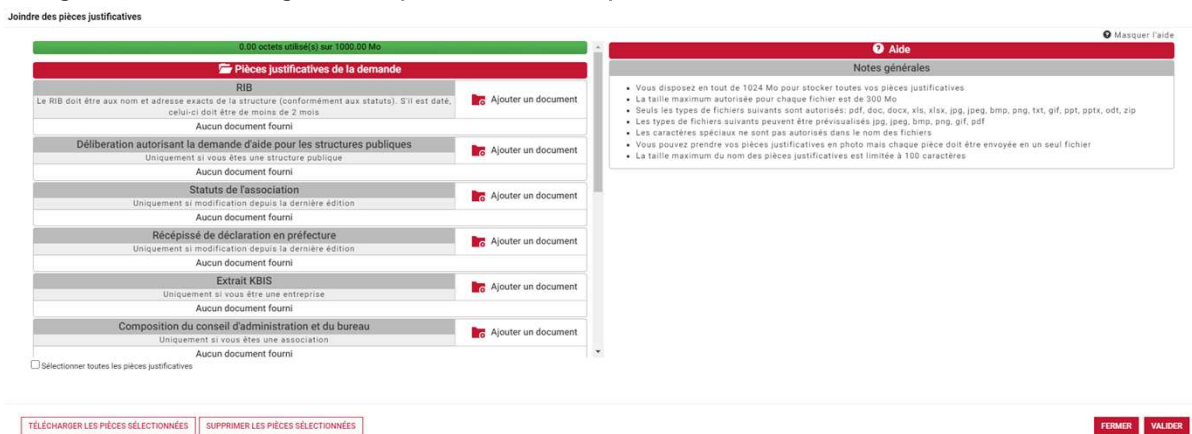 Joindre des pièces justificatives
Masquer l'aide
0.00 octets utilisé(s) sur 1000.00 Mo
Pièces justificatives de la demande
RIB
Le RIB doit être aux nom et adresse exacts de la structure (conformément aux statuts). S'il est daté,
celui-ci doit être de moins de 2 mois
Ajouter un document
Aucun document fourni
Déliberation autorisant la demande d'aide pour les structures publiques
Uniquement si vous êtes une structure publique
Ajouter un document
Aucun document fourni
Statuts de l'association
Uniquement si modification depuis la dernière édition
Ajouter un document
Aucun document fourni
Récépissé de déclaration en préfecture
Uniquement si modification depuis la dernière édition
Ajouter un document
Aucun document fourni
Extrait KBIS
Uniquement si vous être une entreprise
Ajouter un document
Aucun document fourni
Composition du conseil d'administration et du bureau
Uniquement si vous êtes une association
Ajouter un document
Aucun document fourni
Sélectionner toutes les pièces justificatives
Aide
Notes générales
Vous disposez en tout de 1024 Mo pour stocker toutes vos pièces justificatives
La taille maximum autorisée pour chaque fichier est de 300 Mo
Seuls les types de fichiers suivants sont autorisés: pdf, doc, docx, xls, xlsx, jpg, jpeg, bmp, png, txt, gif, ppt, pptx, odt, zip
Les types de fichiers suivants peuvent être prévisualisés jpg, jpeg, bmp, png, gif, pdf
Les caractères spéciaux ne sont pas autorisés dans le nom des fichiers
Vous pouvez prendre vos pièces justificatives en photo mais chaque pièce doit être envoyée en un seul fichier
La taille maximum du nom des pièces justificatives est limitée à 100 caractères
TÉLÉCHARGER LES PIÈCES SÉLECTIONNÉES
SUPPRIMER LES PIÈCES SÉLECTIONNÉES
FERMER
VALIDER